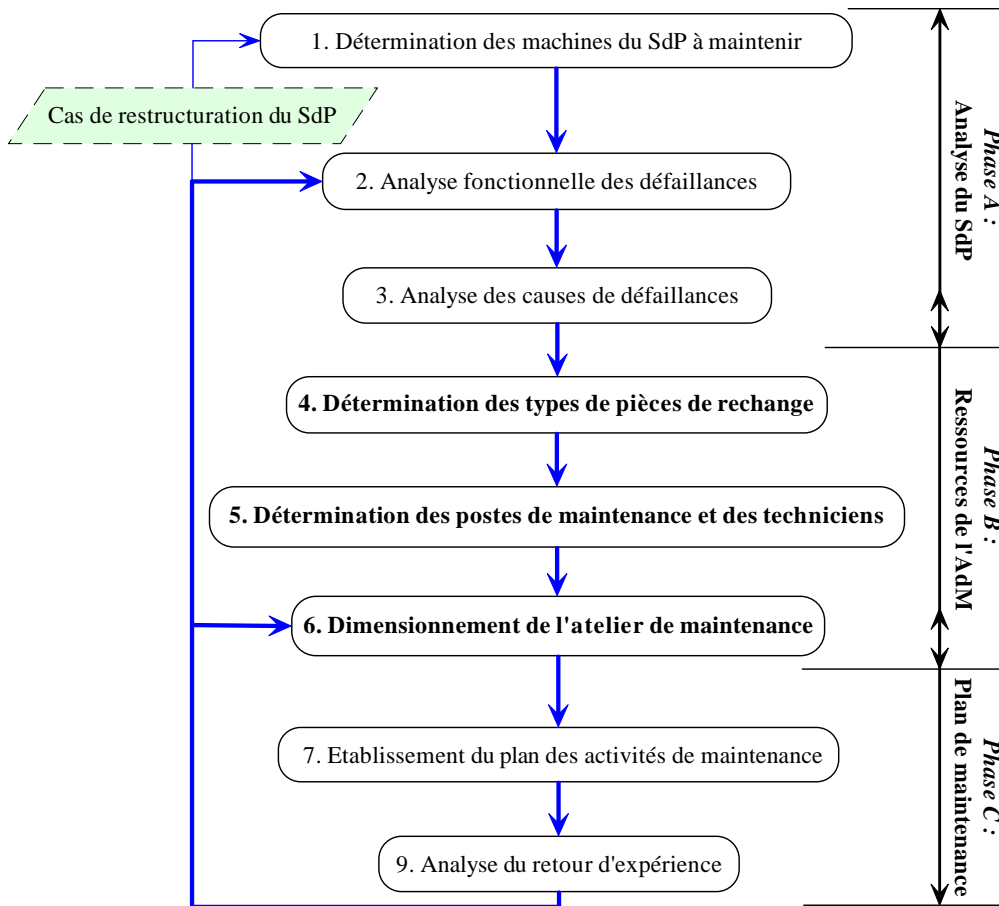 1. Détermination des machines du SdP à maintenir
Cas de restructuration du SdP
2. Analyse fonctionnelle des défaillances
3. Analyse des causes de défaillances
Phase A :
Analyse du SdP
4. Détermination des types de pièces de rechange
5. Détermination des postes de maintenance et des techniciens
6. Dimensionnement de l'atelier de maintenance
Phase B :
Ressources de l'AdM
7. Etablissement du plan des activités de maintenance
9. Analyse du retour d'expérience
Phase C :
Plan de maintenance